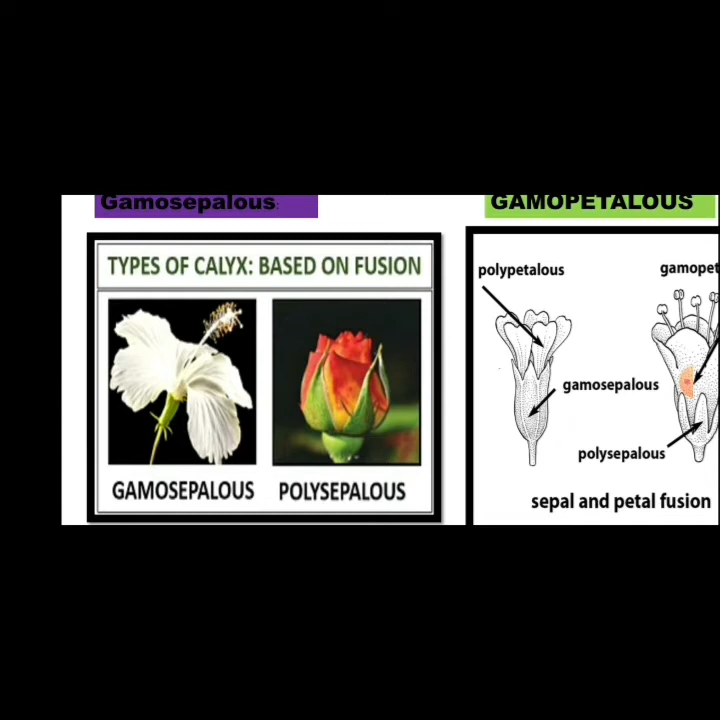 Gamosepalous:
GAMOPETALOUS
TYPES OF CALYX: BASED ON FUSION
GAMOSEPALOUS
POLYSEPALOUS
polypetalous
gamopet
gamosepalous
polysepalous
sepal and petal fusion